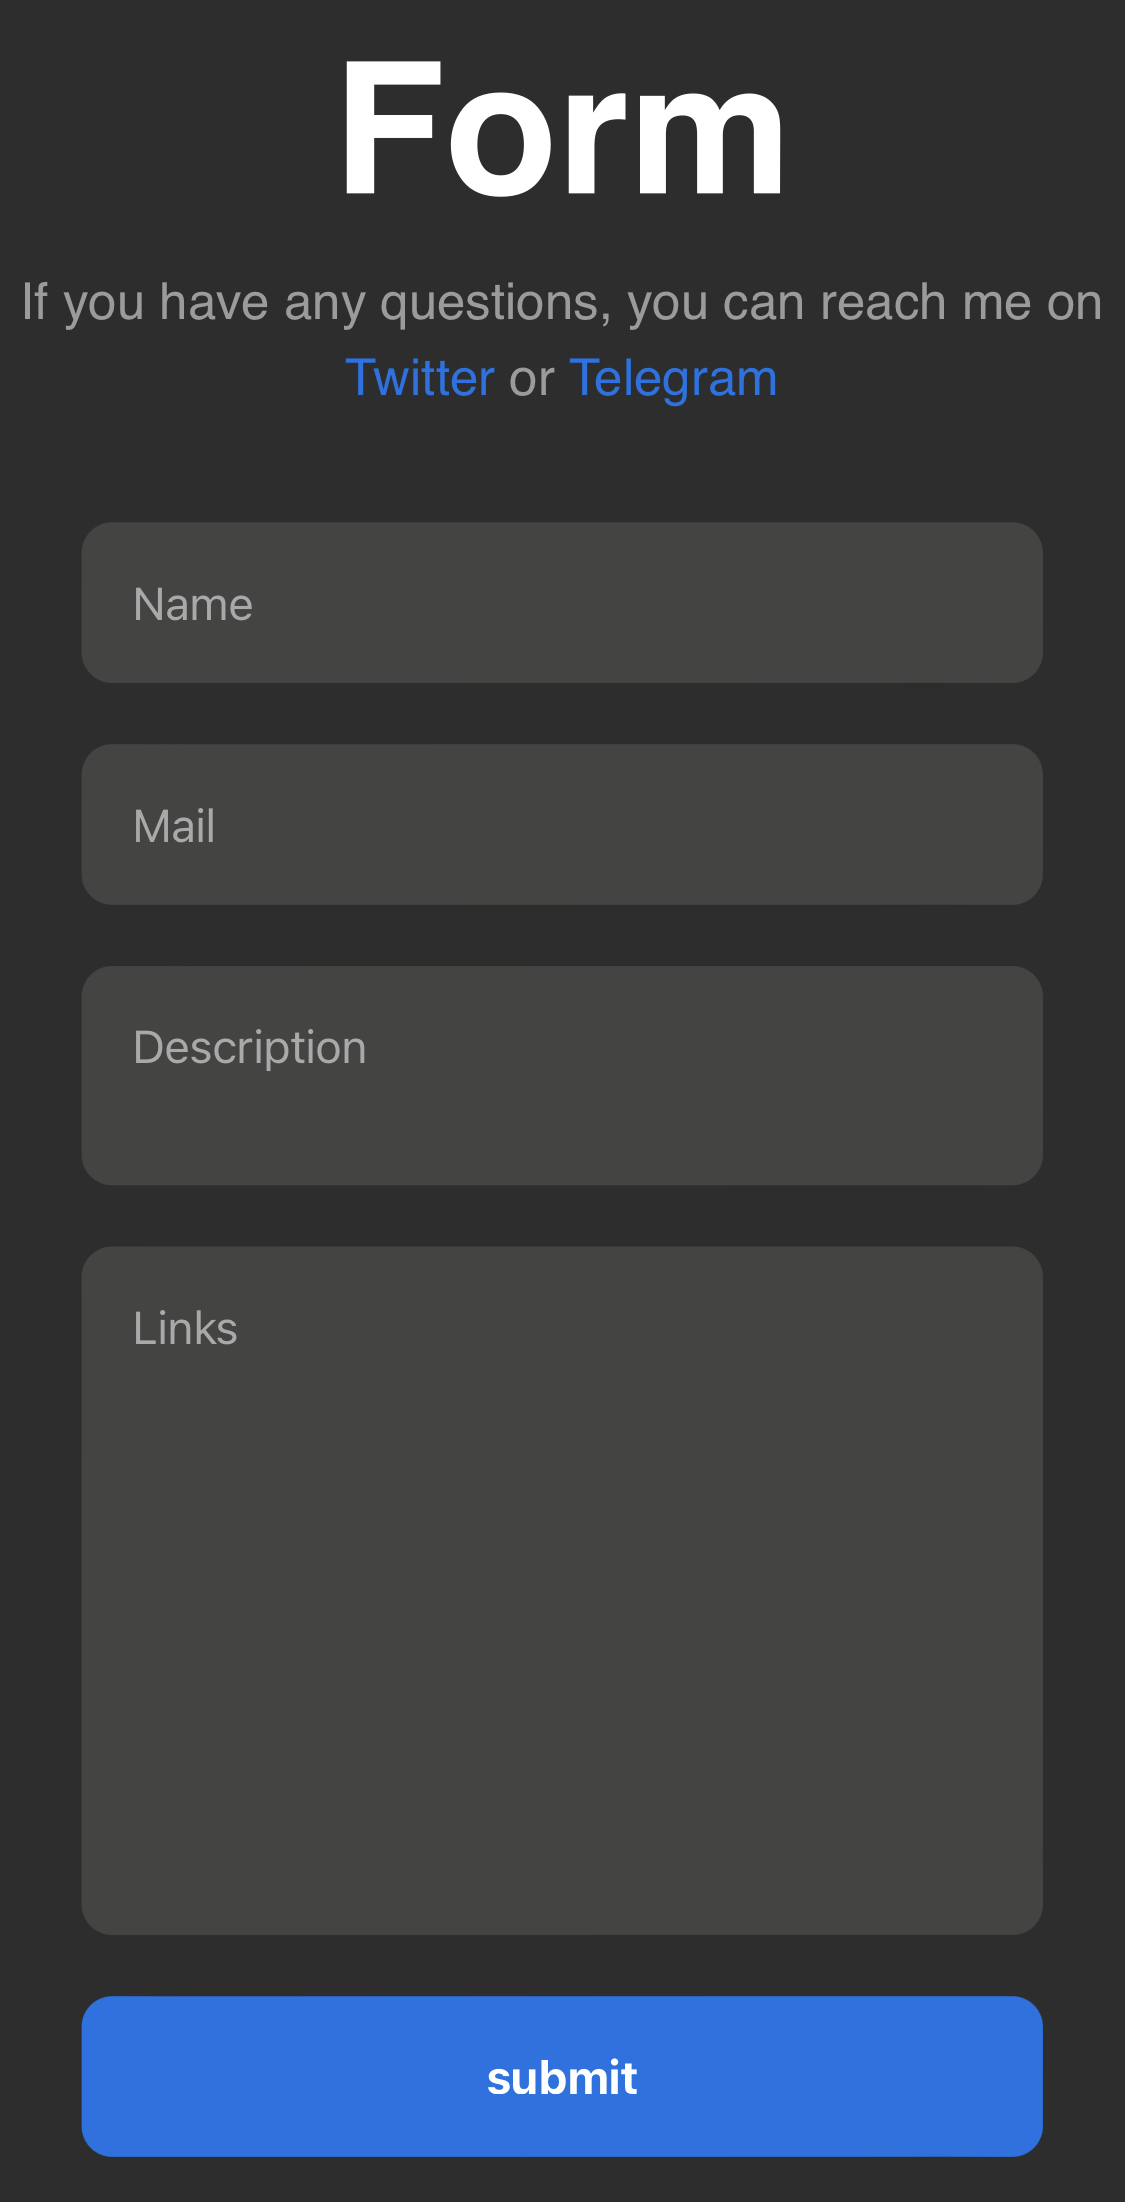 Form
If you have any questions, you can reach me on
Twitter or Telegram
Name
Mail
Description
Links
submit